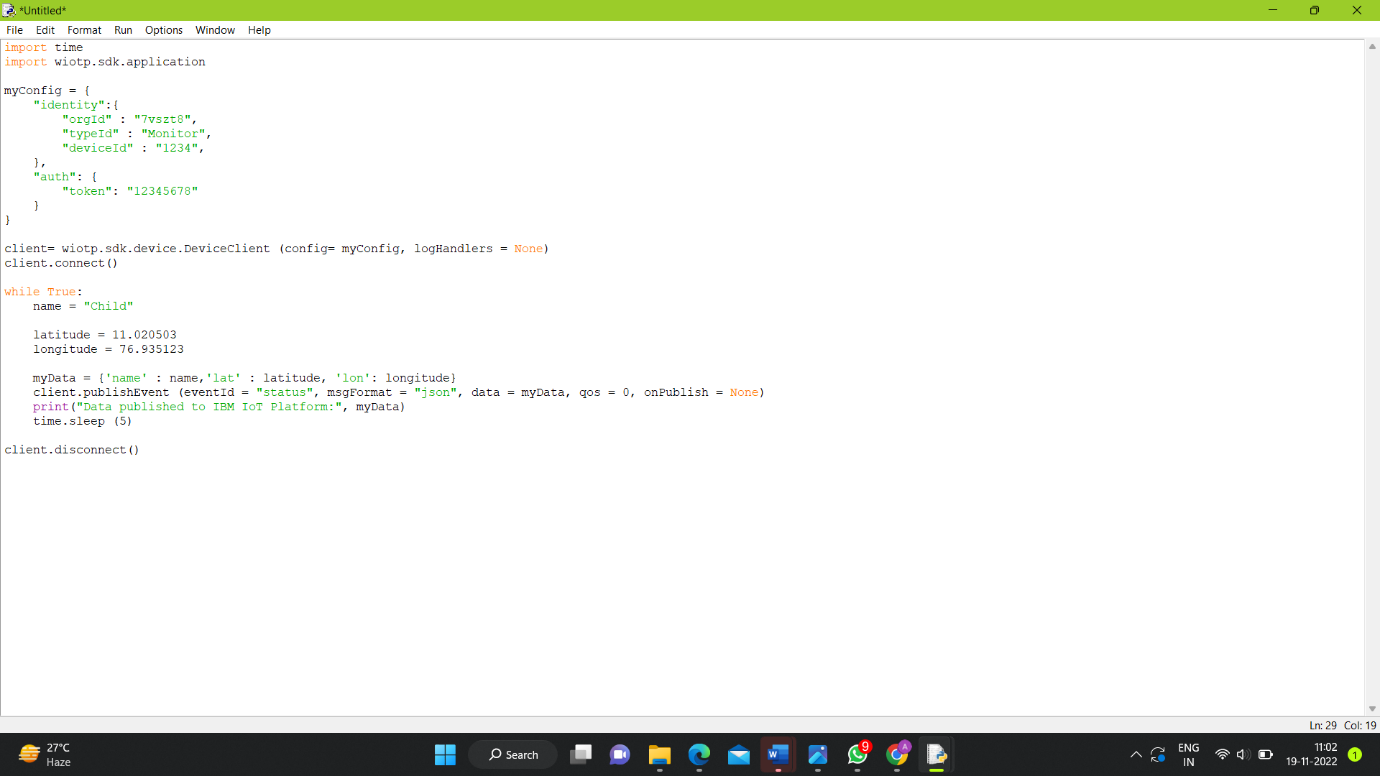 *Untitled*
File Edit Format Run Options Window Help
import time
import wiotp.sdk.application
myConfig = {
"identity":{
"orgId" : "7vszt8",
"typeId" : "Monitor",
"deviceId" : "1234",
},
"auth": {
"token": "12345678"
}
}
client= wiotp.sdk.device.DeviceClient (config= myConfig, logHandlers = None)
client.connect()
while True:
name = "Child"
latitude = 11.020503
longitude = 76.935123
myData = {'name' : name,'lat' : latitude, 'lon': longitude}
client.publishEvent (eventId = "status", msgFormat = "json", data = myData, qos = 0, onPublish = None)
print("Data published to IBM IoT Platform:", myData)
time.sleep (5)
client.disconnect()
Ln: 29 Col: 19
27°C
Haze
Search
W
9
A
ENG
IN
11:02
19-11-2022
1